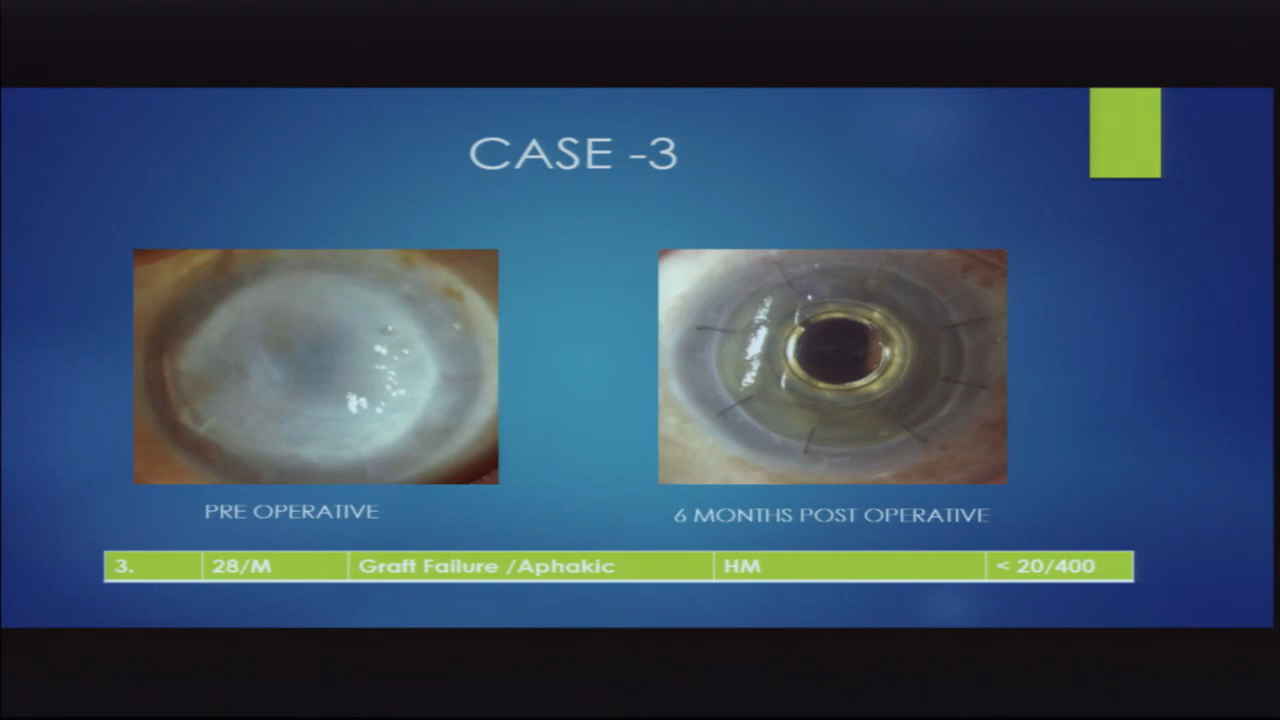 CASE -3
PRE OPERATIVE
6 MONTHS POST OPERATIVE
3. 28/M Graft Failure /Aphakic HM < 20/400